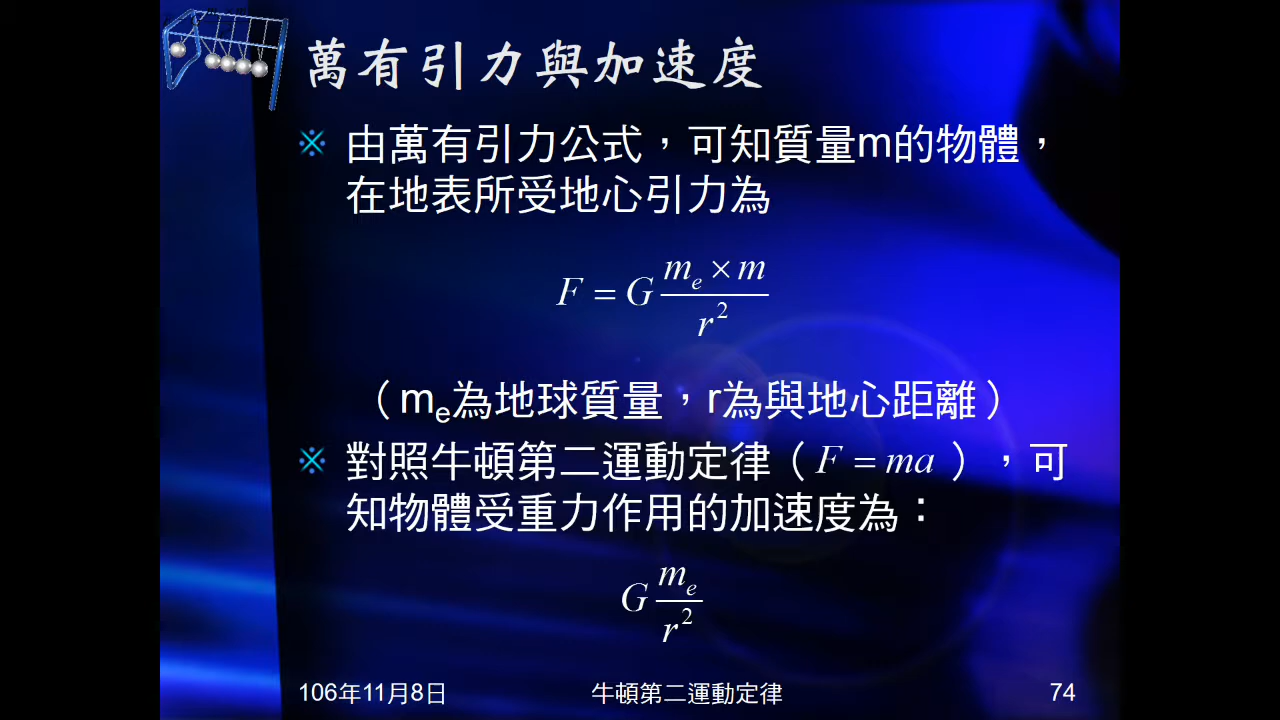 萬有引力與加速度
※ 由萬有引力公式，可知質量m的物體，
在地表所受地心引力為
F = G \frac{m_e × m}{r^2}
（m_e為地球質量，r為與地心距離）
※ 對照牛頓第二運動定律（F = ma），可
知物體受重力作用的加速度為：
G \frac{m_e}{r^2}
106年11月8日 牛頓第二運動定律 74